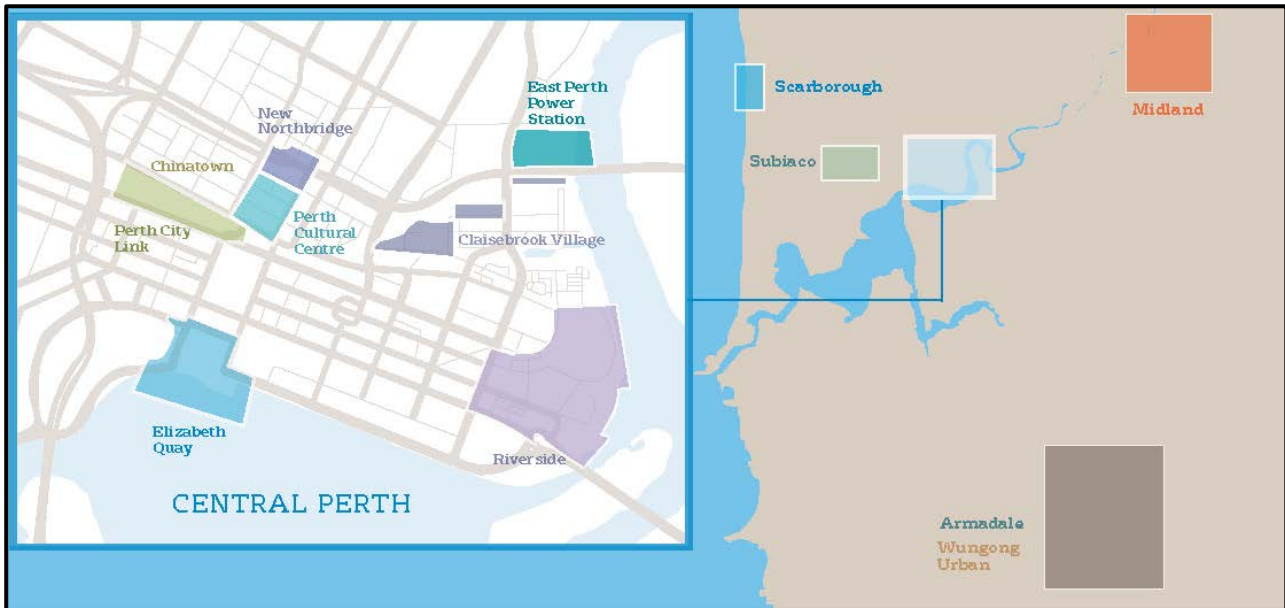 East Perth
Power
Station
New
Northbridge
Chinatown
Perth City
Link
Perth
Cultural
Centre
Claisebrook Village
Elizabeth
Quay
Riverside
CENTRAL PERTH
Scarborough
Midland
Subiaco
Armadale
Wungong
Urban